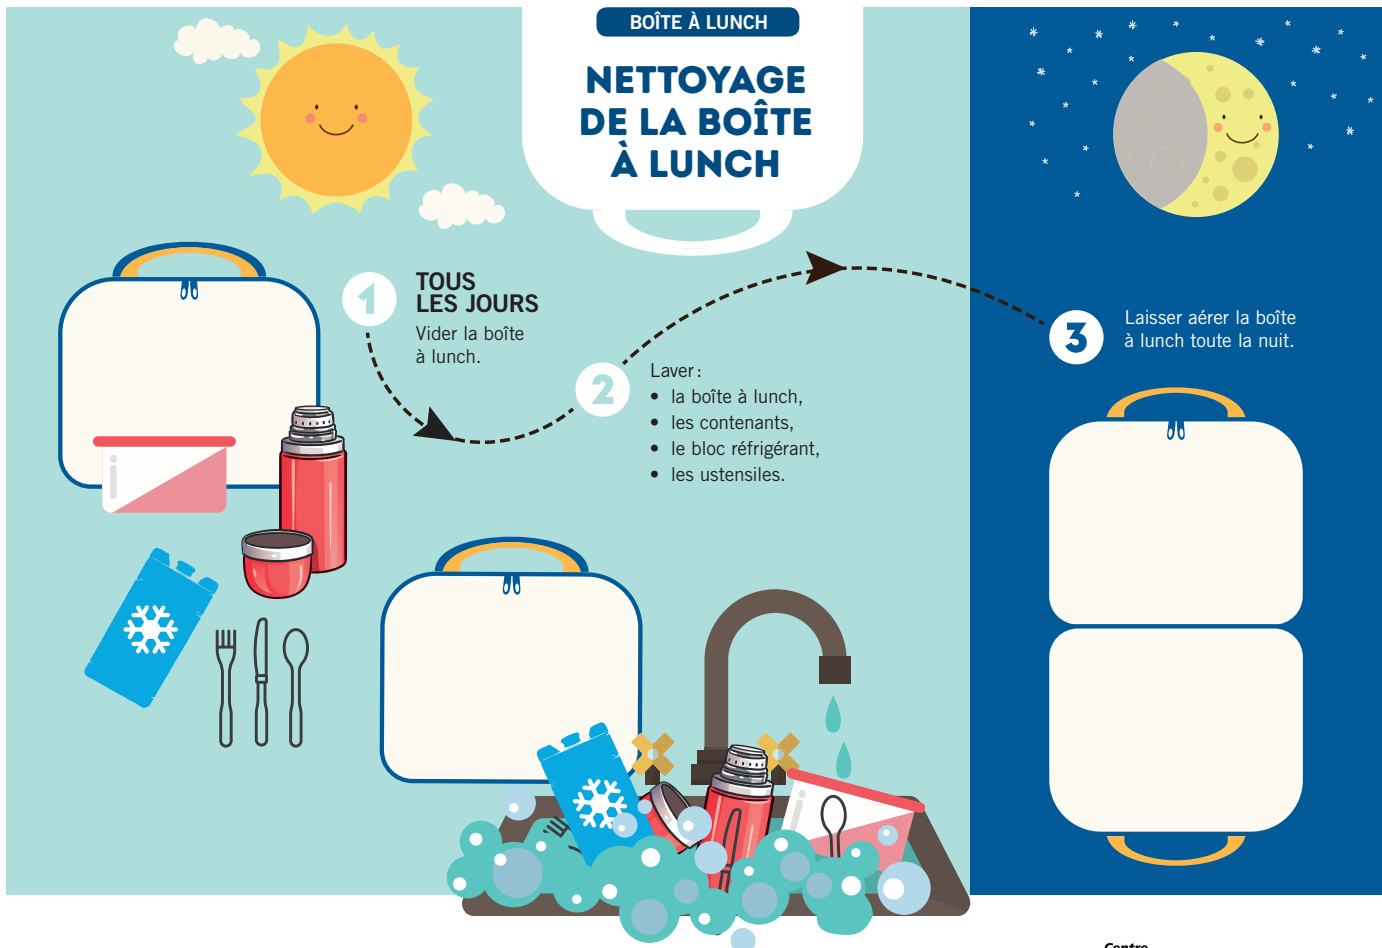 BOÎTE À LUNCH
NETTOYAGE
DE LA BOÎTE
À LUNCH
1
TOUS
LES JOURS
Vider la boîte
à lunch.
2
Laver :
• la boîte à lunch,
• les contenants,
• le bloc réfrigérant,
• les ustensiles.
3
Laisser aérer la boîte
à lunch toute la nuit.
Centre